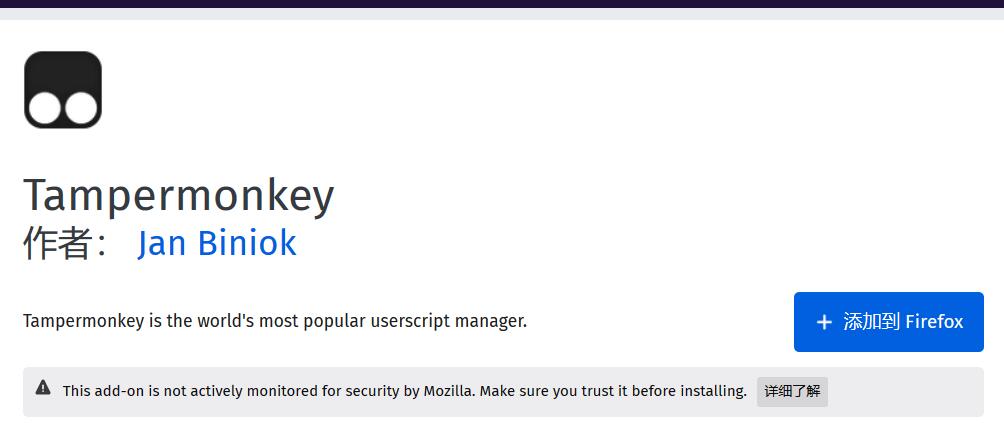 Tampermonkey
作者： Jan Biniok
Tampermonkey is the world's most popular userscript manager.
添加到 Firefox
This add-on is not actively monitored for security by Mozilla. Make sure you trust it before installing. 详细了解